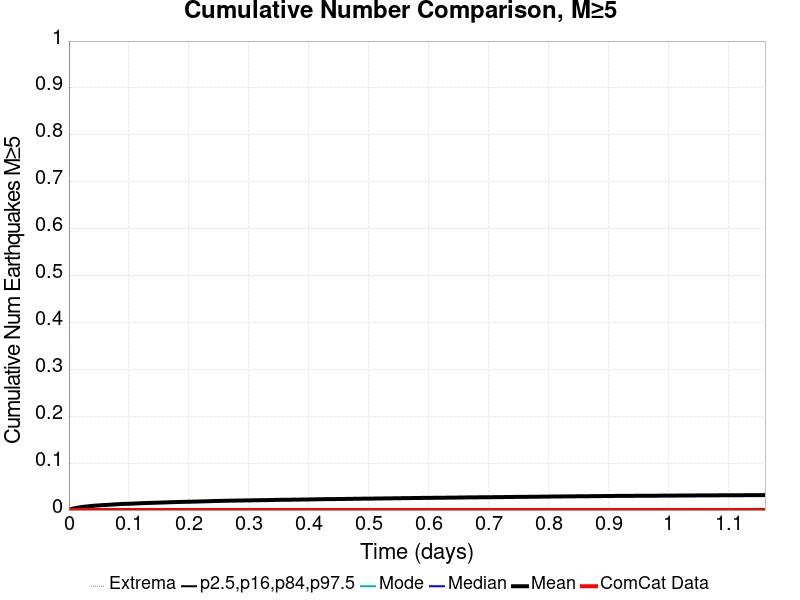 Cumulative Number Comparison, M≥5
Cumulative Num Earthquakes M≥5
1
0.9
0.8
0.7
0.6
0.5
0.4
0.3
0.2
0.1
0
0 0.1 0.2 0.3 0.4 0.5 0.6 0.7 0.8 0.9 1 1.1
Time (days)
Extrema p2.5,p16,p84,p97.5 Mode Median Mean ComCat Data